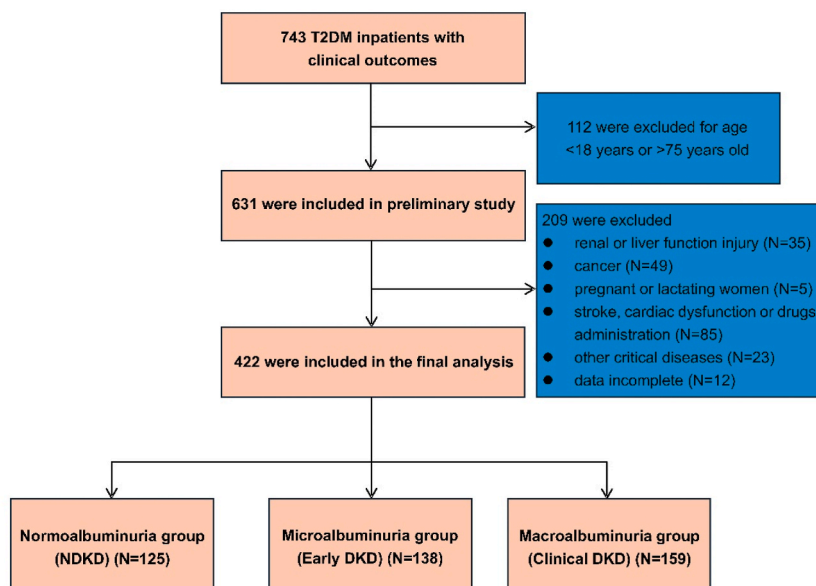 743 T2DM inpatients with
clinical outcomes
112 were excluded for age
<18 years or >75 years old
631 were included in preliminary study
209 were excluded
● renal or liver function injury (N=35)
● cancer (N=49)
● pregnant or lactating women (N=5)
● stroke, cardiac dysfunction or drugs
administration (N=85)
● other critical diseases (N=23)
● data incomplete (N=12)
422 were included in the final analysis
Normoalbuminuria group
(NDKD) (N=125)
Microalbuminuria group
(Early DKD) (N=138)
Macroalbuminuria group
(Clinical DKD) (N=159)